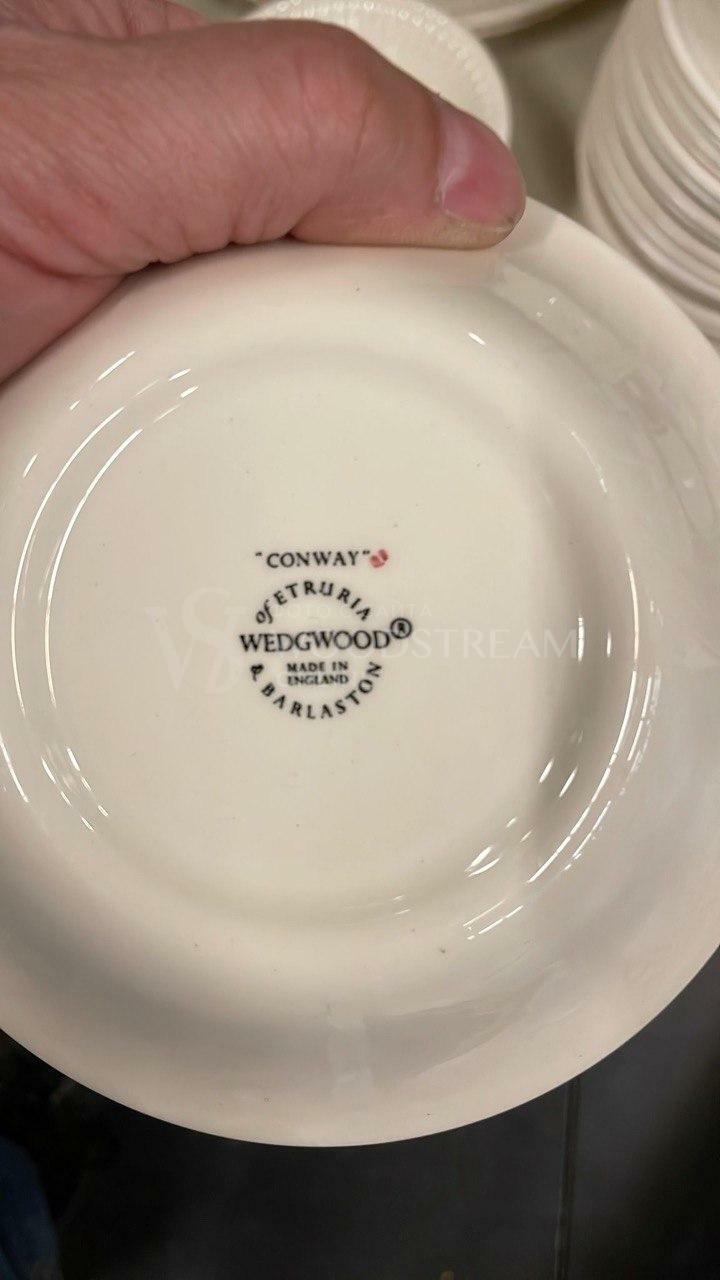 "CONWAY"
of ETRURIA
WEDGWOOD®
MADE IN
ENGLAND
& BARLASTON